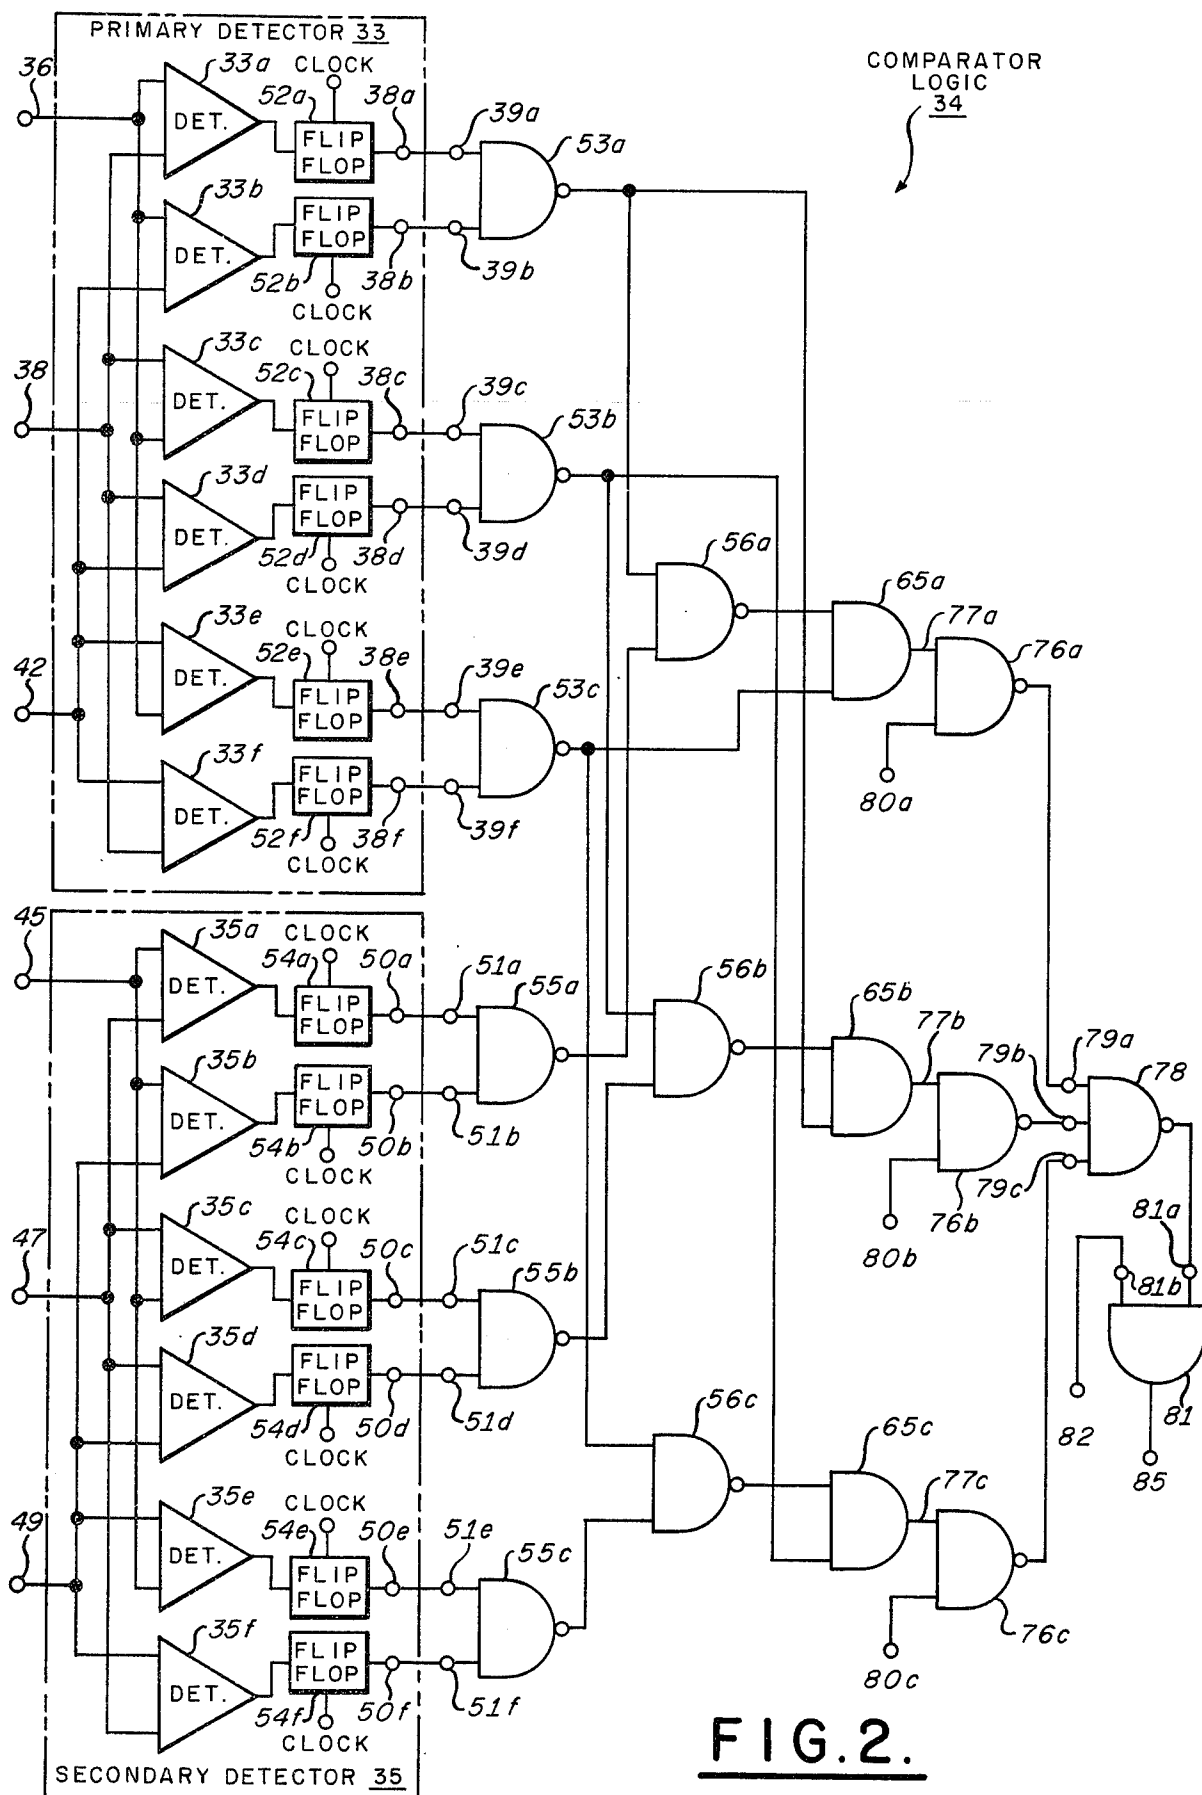 PRIMARY DETECTOR 33
COMPARATOR
LOGIC
34
36
33a
CLOCK
52a
38a
39a
53a
DET.
FLIP
FLOP
33b
DET.
FLIP
FLOP
52b
38b
39b
CLOCK
33c
CLOCK
38
52c
38c
39c
53b
DET.
FLIP
FLOP
33d
DET.
FLIP
FLOP
52d
38d
39d
CLOCK
56a
65a
77a
76a
33e
CLOCK
42
52e
38e
39e
53c
DET.
FLIP
FLOP
33f
DET.
FLIP
FLOP
52f
38f
39f
CLOCK
80a
45
35a
CLOCK
54a
50a
51a
55a
DET.
FLIP
FLOP
56b
65b
77b
79b
79a
78
35b
DET.
FLIP
FLOP
54b
50b
51b
CLOCK
79c
76b
80b
81a
81b
47
35c
CLOCK
54c
50c
51c
55b
DET.
FLIP
FLOP
35d
DET.
FLIP
FLOP
54d
50d
51d
CLOCK
82
81
85
56c
65c
77c
49
35e
CLOCK
54e
50e
51e
55c
DET.
FLIP
FLOP
35f
DET.
FLIP
FLOP
54f
50f
51f
CLOCK
76c
80c
FIG.2.
SECONDARY DETECTOR 35